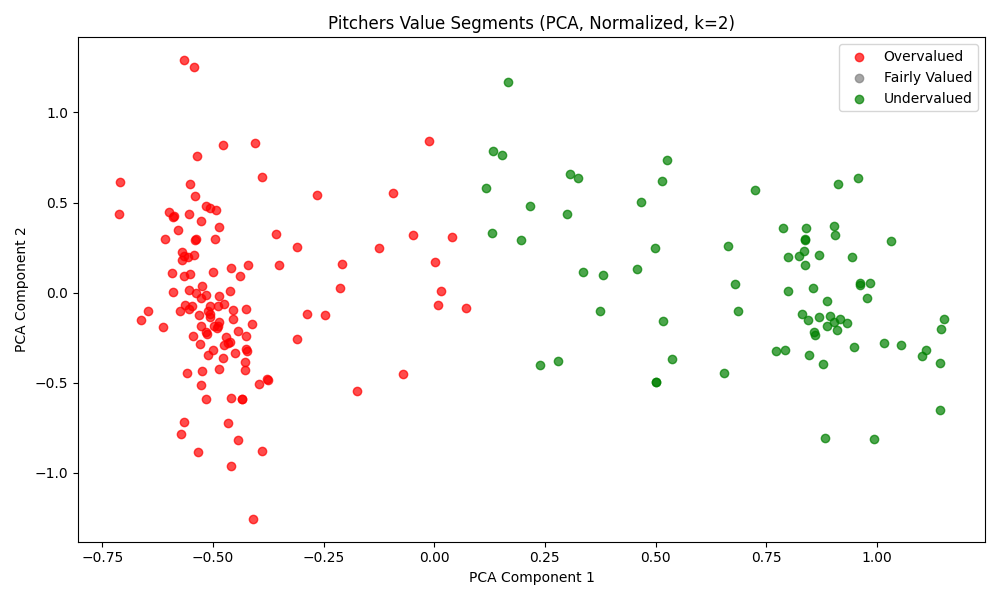 Pitchers Value Segments (PCA, Normalized, k=2)
Overvalued
Fairly Valued
Undervalued
PCA Component 2
1.0
0.5
0.0
−0.5
−1.0
−0.75 −0.50 −0.25 0.00 0.25 0.50 0.75 1.00
PCA Component 1